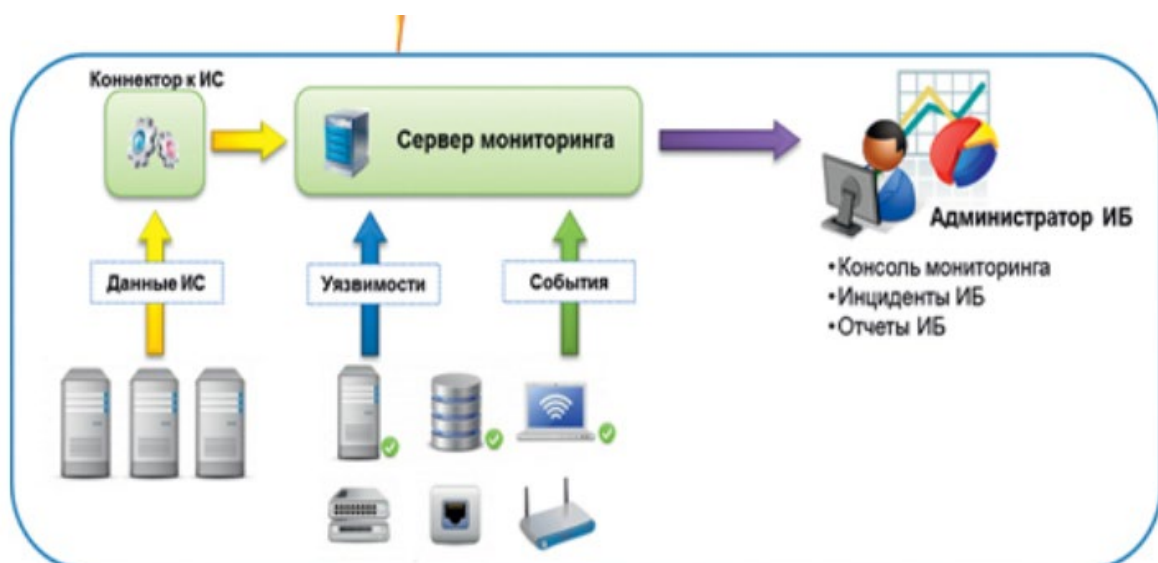 Коннектор к ИС
Сервер мониторинга
Администратор ИБ
Данные ИС
Уязвимости
События
•Консоль мониторинга
•Инциденты ИБ
•Отчеты ИБ